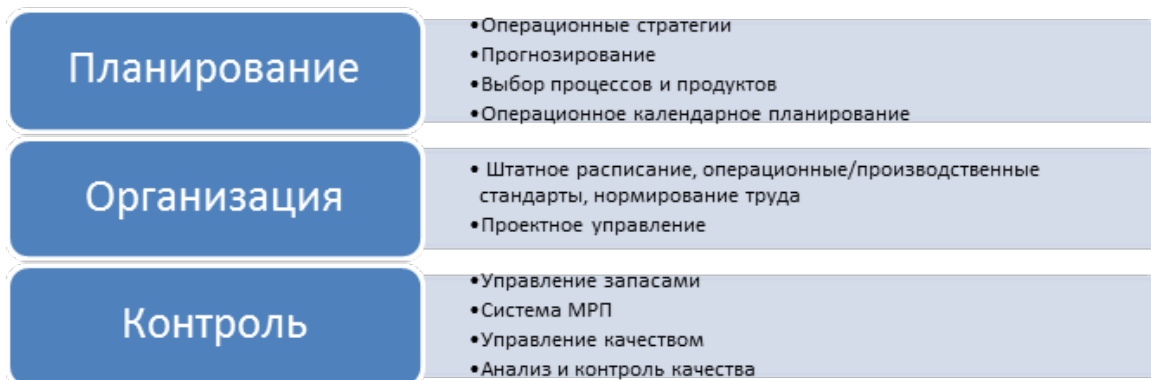 Планирование
•Операционные стратегии
•Прогнозирование
•Выбор процессов и продуктов
•Операционное календарное планирование
Организация
• Штатное расписание, операционные/производственные
стандарты, нормирование труда
•Проектное управление
Контроль
•Управление запасами
•Система МРП
•Управление качеством
•Анализ и контроль качества